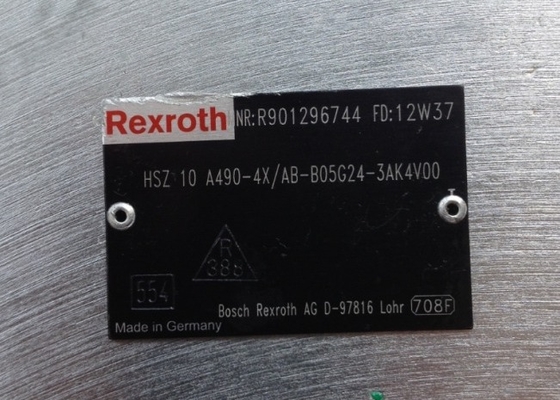 Rexroth NR:R901296744 FD:12W37
HSZ 10 A490-4X/AB-B05G24-3AK4V00
554
Bosch Rexroth AG D-97816 Lohr 708F
Made in Germany